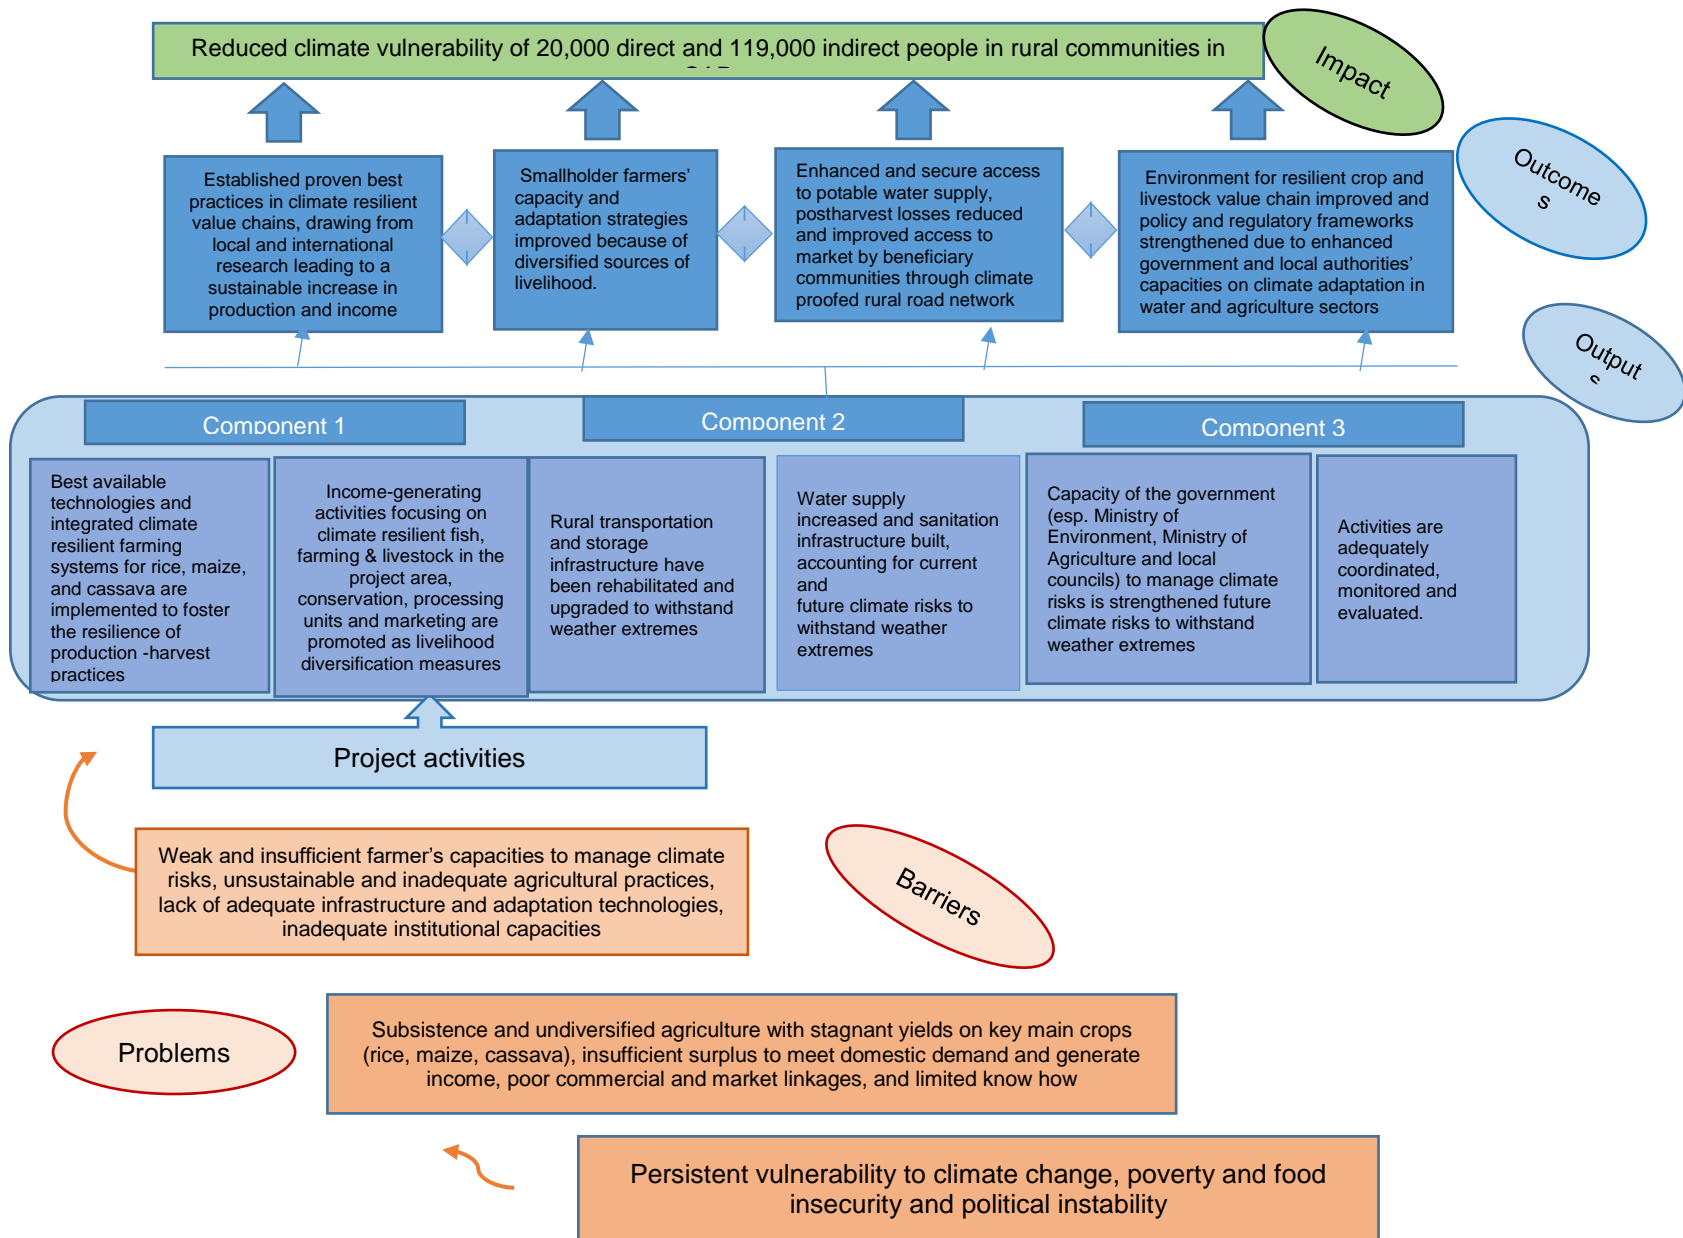 Reduced climate vulnerability of 20,000 direct and 119,000 indirect people in rural communities in
Impact
Outcome
s
Established proven best
practices in climate resilient
value chains, drawing from
local and international
research leading to a
sustainable increase in
production and income
Smallholder farmers'
capacity and
adaptation strategies
improved because of
diversified sources of
livelihood.
Enhanced and secure access
to potable water supply,
postharvest losses reduced
and improved access to
market by beneficiary
communities through climate
proofed rural road network
Environment for resilient crop and
livestock value chain improved and
policy and regulatory frameworks
strengthened due to enhanced
government and local authorities'
capacities on climate adaptation in
water and agriculture sectors
Output
s
Component 1
Component 2
Component 3
Best available
technologies and
integrated climate
resilient farming
systems for rice, maize,
and cassava are
implemented to foster
the resilience of
production -harvest
practices
Income-generating
activities focusing on
climate resilient fish,
farming & livestock in the
project area,
conservation, processing
units and marketing are
promoted as livelihood
diversification measures
Rural transportation
and storage
infrastructure have
been rehabilitated and
upgraded to withstand
weather extremes
Water supply
increased and sanitation
infrastructure built,
accounting for current
and
future climate risks to
withstand weather
extremes
Capacity of the government
(esp. Ministry of
Environment, Ministry of
Agriculture and local
councils) to manage climate
risks is strengthened future
climate risks to withstand
weather extremes
Activities are
adequately
coordinated,
monitored and
evaluated.
Project activities
Weak and insufficient farmer's capacities to manage climate
risks, unsustainable and inadequate agricultural practices,
lack of adequate infrastructure and adaptation technologies,
inadequate institutional capacities
Barriers
Problems
Subsistence and undiversified agriculture with stagnant yields on key main crops
(rice, maize, cassava), insufficient surplus to meet domestic demand and generate
income, poor commercial and market linkages, and limited know how
Persistent vulnerability to climate change, poverty and food
insecurity and political instability